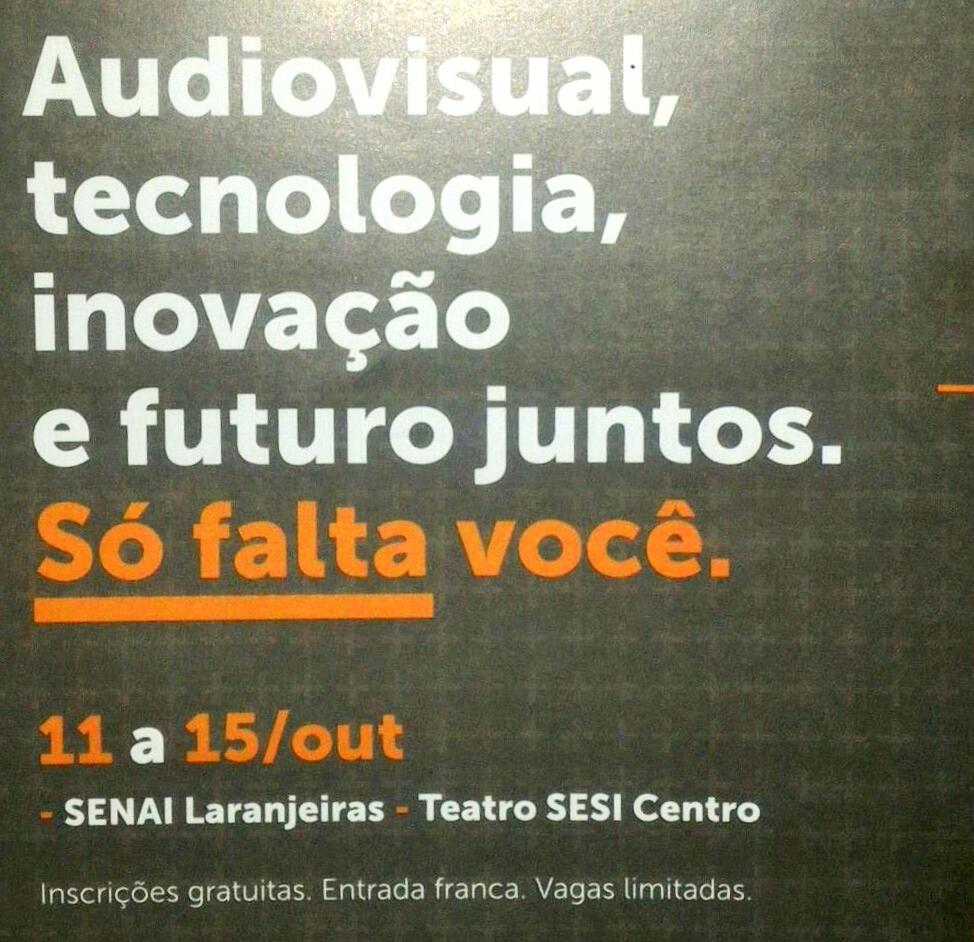 Audiovisual,
tecnologia,
inovação
e futuro juntos.
Só falta você.
11 a 15/out
- SENAI Laranjeiras - Teatro SESI Centro
Inscrições gratuitas. Entrada franca. Vagas limitadas.